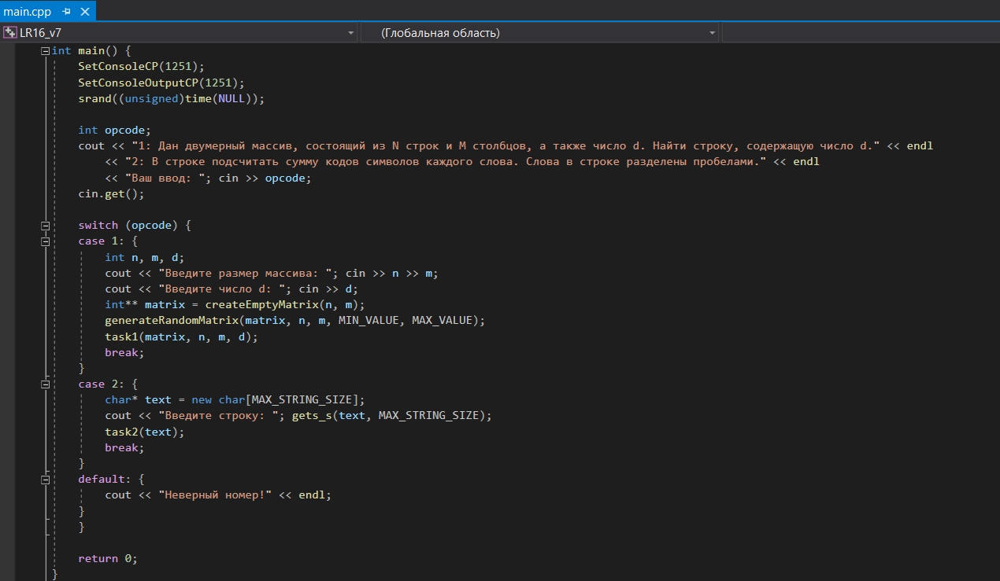 main.cpp
LR16_v7 (Глобальная область)
int main() {
    SetConsoleCP(1251);
    SetConsoleOutputCP(1251);
    srand((unsigned)time(NULL));
    int opcode;
    cout << "1: Дан двумерный массив, состоящий из N строк и M столбцов, а также число d. Найти строку, содержащую число d." << endl
        << "2: В строке подсчитать сумму кодов символов каждого слова. Слова в строке разделены пробелами." << endl
        << "Ваш ввод: "; cin >> opcode;
    cin.get();
    switch (opcode) {
    case 1: {
        int n, m, d;
        cout << "Введите размер массива: "; cin >> n >> m;
        cout << "Введите число d: "; cin >> d;
        int** matrix = createEmptyMatrix(n, m);
        generateRandomMatrix(matrix, n, m, MIN_VALUE, MAX_VALUE);
        task1(matrix, n, m, d);
        break;
    }
    case 2: {
        char* text = new char[MAX_STRING_SIZE];
        cout << "Введите строку: "; gets_s(text, MAX_STRING_SIZE);
        task2(text);
        break;
    }
    default: {
        cout << "Неверный номер!" << endl;
    }
    }
    return 0;
}